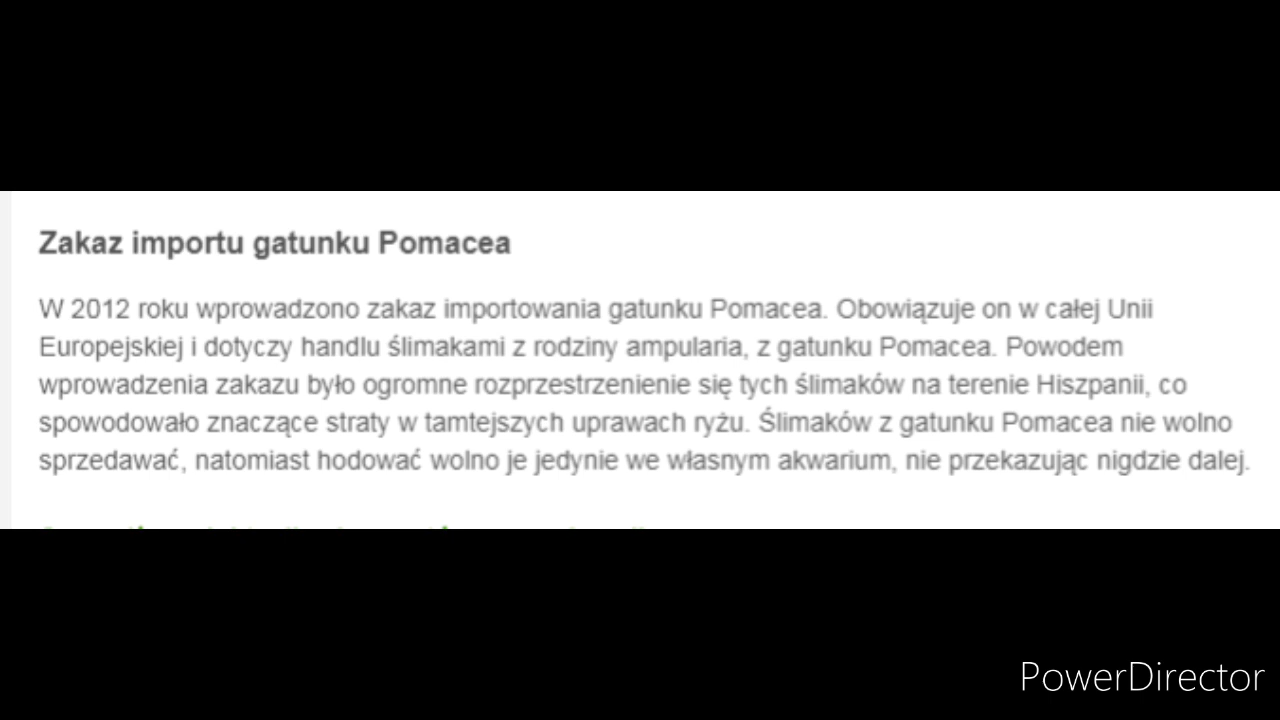 Zakaz importu gatunku Pomacea
W 2012 roku wprowadzono zakaz importowania gatunku Pomacea. Obowiązuje on w całej Unii
Europejskiej i dotyczy handlu ślimakami z rodziny ampularia, z gatunku Pomacea. Powodem
wprowadzenia zakazu było ogromne rozprzestrzenienie się tych ślimaków na terenie Hiszpanii, co
spowodowało znaczące straty w tamtejszych uprawach ryżu. Ślimaków z gatunku Pomacea nie wolno
sprzedawać, natomiast hodować wolno je jedynie we własnym akwarium, nie przekazując nigdzie dalej.
PowerDirector